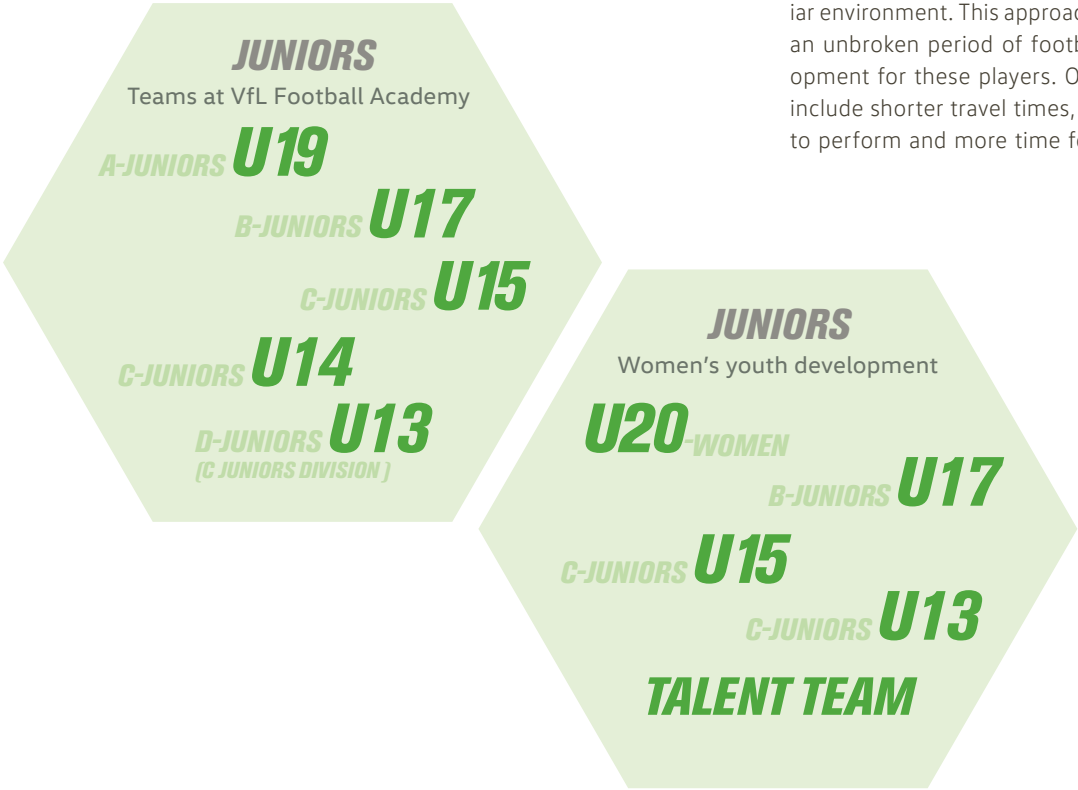 iar environment. This approac
an unbroken period of footb
opment for these players. O
include shorter travel times,
to perform and more time f
JUNIORS
Teams at VfL Football Academy
A-JUNIORS U19
B-JUNIORS U17
C-JUNIORS U15
C-JUNIORS U14
D-JUNIORS U13
(C JUNIORS DIVISION )
JUNIORS
Women's youth development
U20-WOMEN
B-JUNIORS U17
C-JUNIORS U15
C-JUNIORS U13
TALENT TEAM